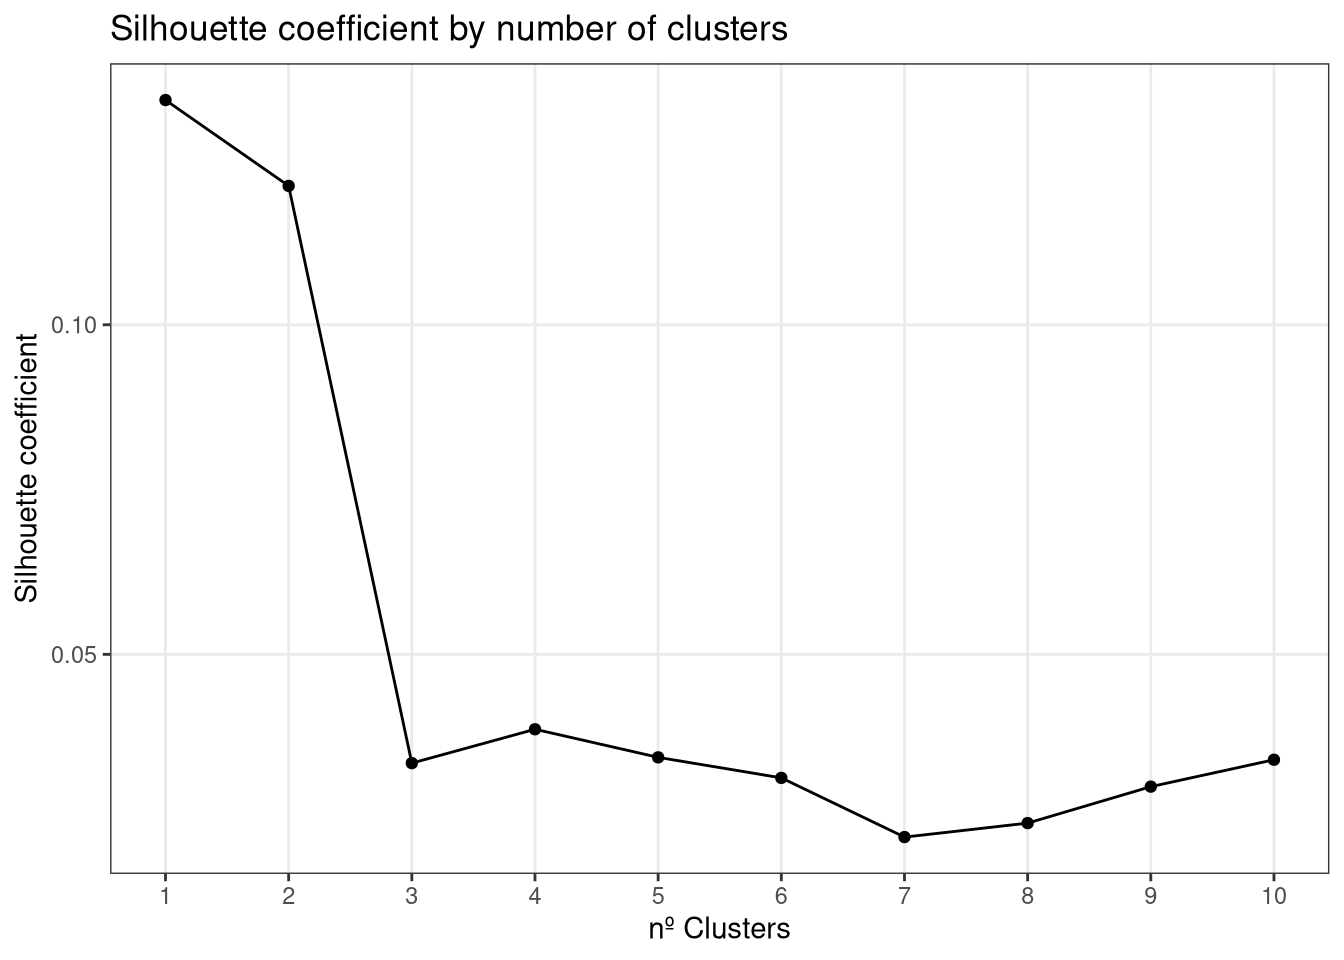 Silhouette coefficient by number of clusters
Silhouette coefficient
0.10
0.05
1 2 3 4 5 6 7 8 9 10
nº Clusters